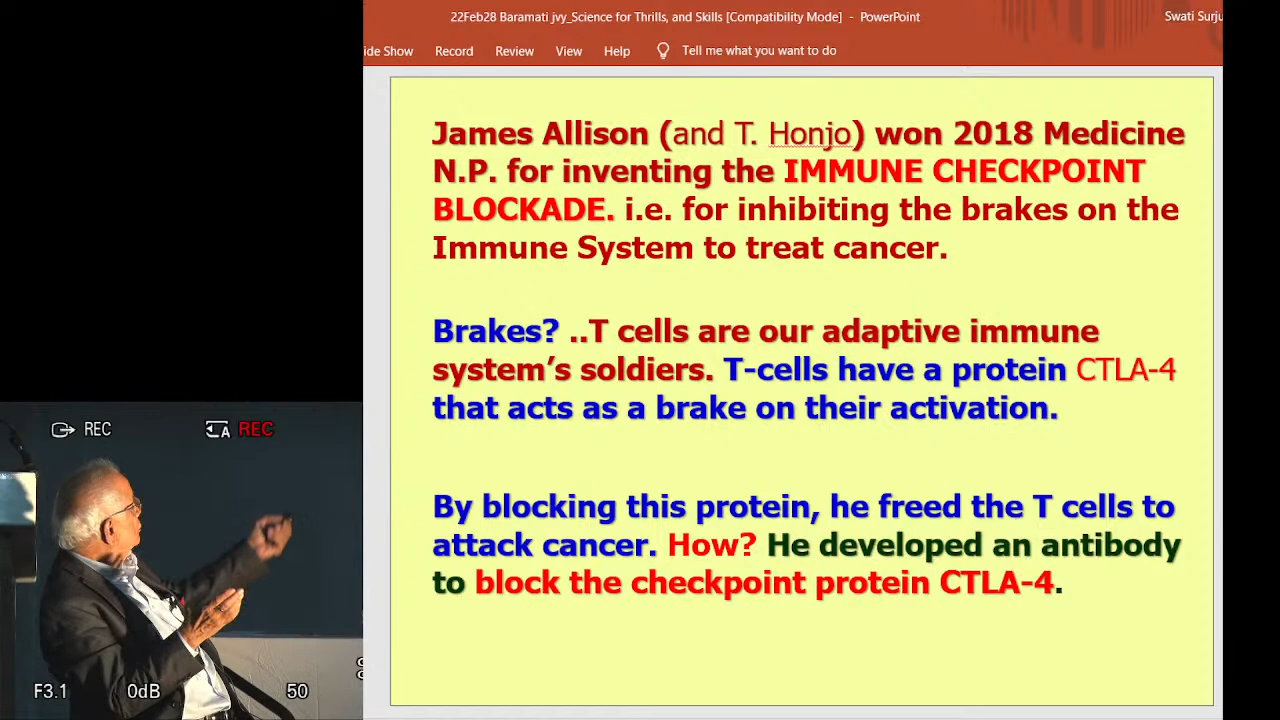 22Feb28 Baramati jvy_Science for Thrills, and Skills [Compatibility Mode] - PowerPoint
Swati Surju
ide Show Record Review View Help Tell me what you want to do
James Allison (and T. Honjo) won 2018 Medicine
N.P. for inventing the IMMUNE CHECKPOINT
BLOCKADE. i.e. for inhibiting the brakes on the
Immune System to treat cancer.
Brakes? ..T cells are our adaptive immune
system's soldiers. T-cells have a protein CTLA-4
that acts as a brake on their activation.
By blocking this protein, he freed the T cells to
attack cancer. How? He developed an antibody
to block the checkpoint protein CTLA-4.
REC A REC
F3.1 0dB 50